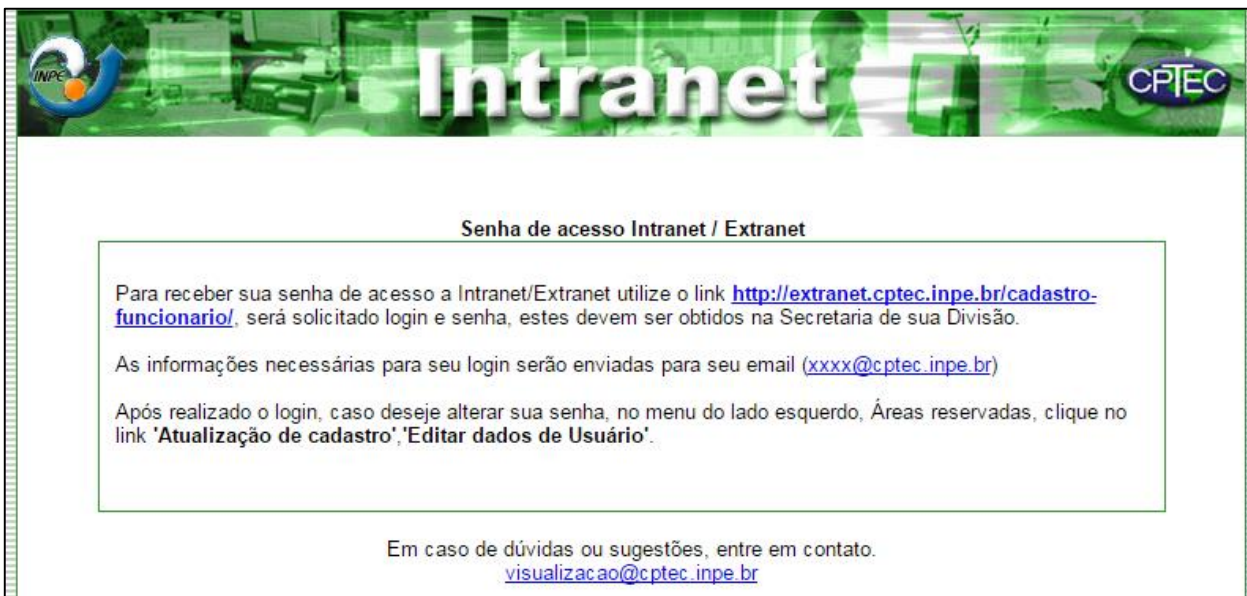 INPE
Intranet
CPTEC
Senha de acesso Intranet / Extranet
Para receber sua senha de acesso a Intranet/Extranet utilize o link http://extranet.cptec.inpe.br/cadastro-
funcionario/, será solicitado login e senha, estes devem ser obtidos na Secretaria de sua Divisão.
As informações necessárias para seu login serão enviadas para seu email (xxxx@cptec.inpe.br)
Após realizado o login, caso deseje alterar sua senha, no menu do lado esquerdo, Áreas reservadas, clique no
link 'Atualização de cadastro','Editar dados de Usuário'.
Em caso de dúvidas ou sugestões, entre em contato.
visualizacao@cptec.inpe.br